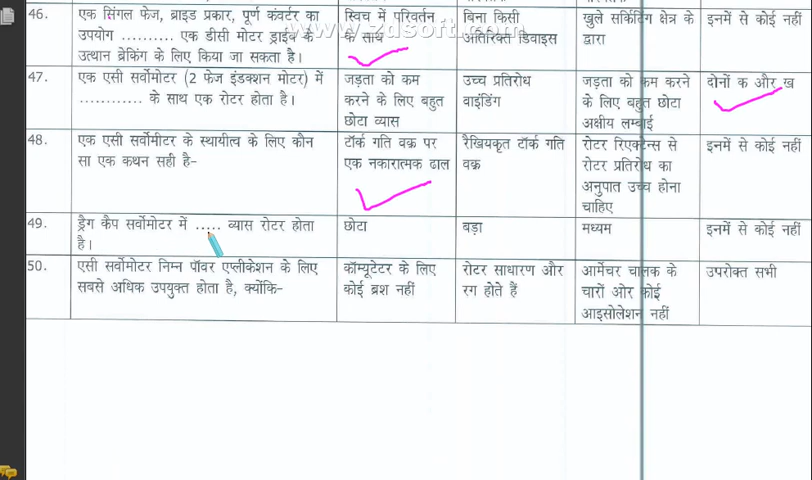 46. एक सिंगल फेज, ब्राइड प्रकार, पूर्ण कंवर्टर का उपयोग .......... एक डीसी मोटर ड्राईव के उत्थान ब्रेकिंग के लिए किया जा सकता है।
स्विच में परिवर्तन के साथ
बिना किसी अतिरिक्त डिवाइस
खुले सर्किटिंग क्षेत्र के द्वारा
इनमें से कोई नहीं
www.2dsoft.com
47. एक एसी सर्वोमोटर (2 फेज इंडक्शन मोटर) में ............ के साथ एक रोटर होता है।
जड़ता को कम करने के लिए बहुत छोटा व्यास
उच्च प्रतिरोध वाइंडिंग
जड़ता को कम करने के लिए बहुत छोटा अक्षीय लम्बाई
दोनों क और ख
48. एक एसी सर्वोमीटर के स्थायीत्व के लिए कौन सा एक कथन सही है-
टॉर्क गति वक्र पर एक नकारात्मक ढाल
रैखियकृत टॉर्क गति वक्र
रोटर रिएक्टेन्स से रोटर प्रतिरोध का अनुपात उच्च होना चाहिए
इनमें से कोई नहीं
49. ड्रैग कैप सर्वोमोटर में ..... व्यास रोटर होता है।
छोटा
बड़ा
मध्यम
इनमें से कोई नहीं
50. एसी सर्वोमोटर निम्न पॉवर एप्लीकेशन के लिए सबसे अधिक उपयुक्त होता है, क्योंकि-
कॉम्यूटेटर के लिए कोई ब्रश नहीं
रोटर साधारण और रग होते हैं
आर्मेचर चालक के चारों ओर कोई आइसोलेशन नहीं
उपरोक्त सभी